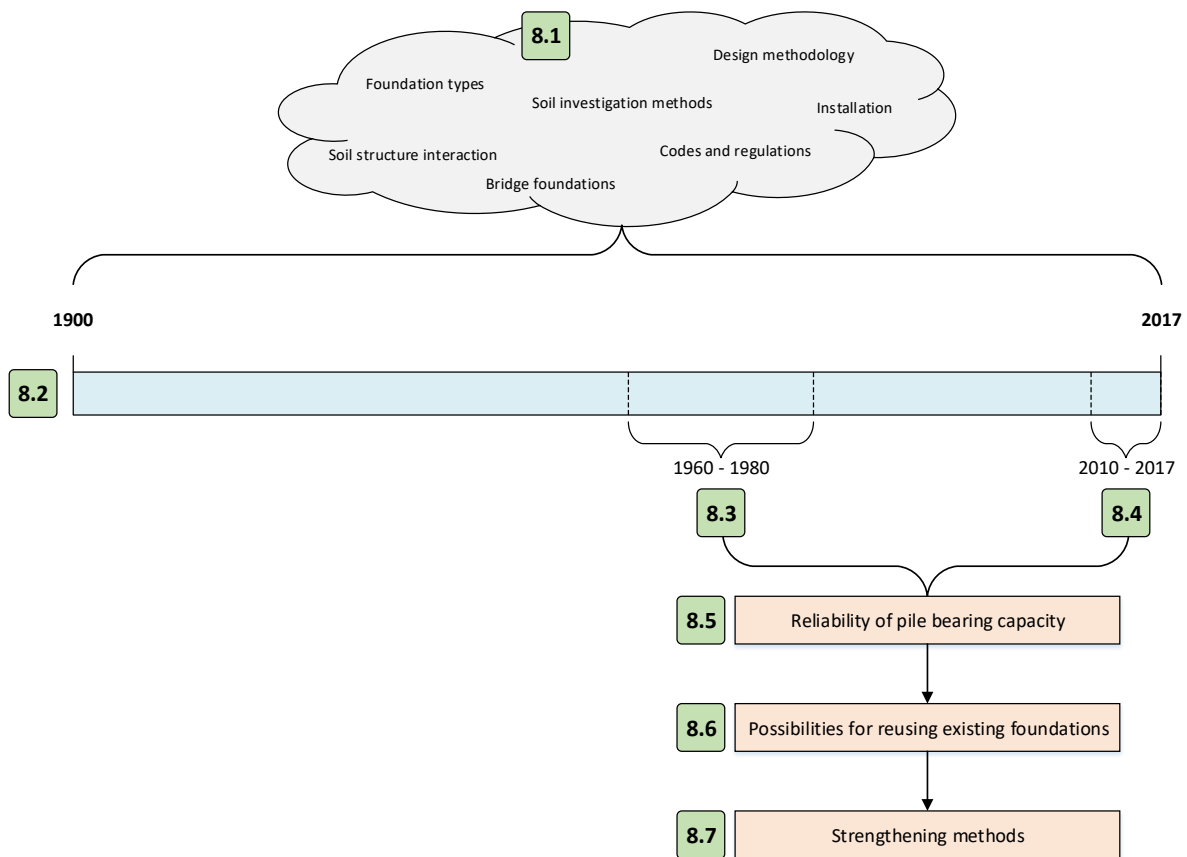 8.1
Design methodology
Foundation types
Soil investigation methods
Installation
Soil structure interaction
Codes and regulations
Bridge foundations
1900
2017
8.2
1960 - 1980
2010 - 2017
8.3
8.4
8.5
Reliability of pile bearing capacity
8.6
Possibilities for reusing existing foundations
8.7
Strengthening methods